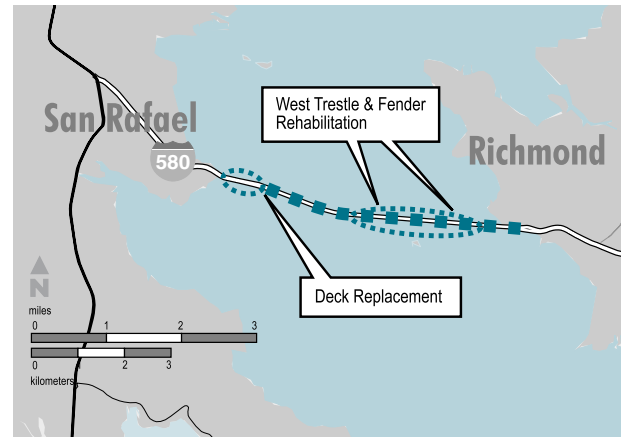 West Trestle & Fender
Rehabilitation
San Rafael
Richmond
580
Deck Replacement
N
miles
0 1 2 3
0 1 2 3
kilometers